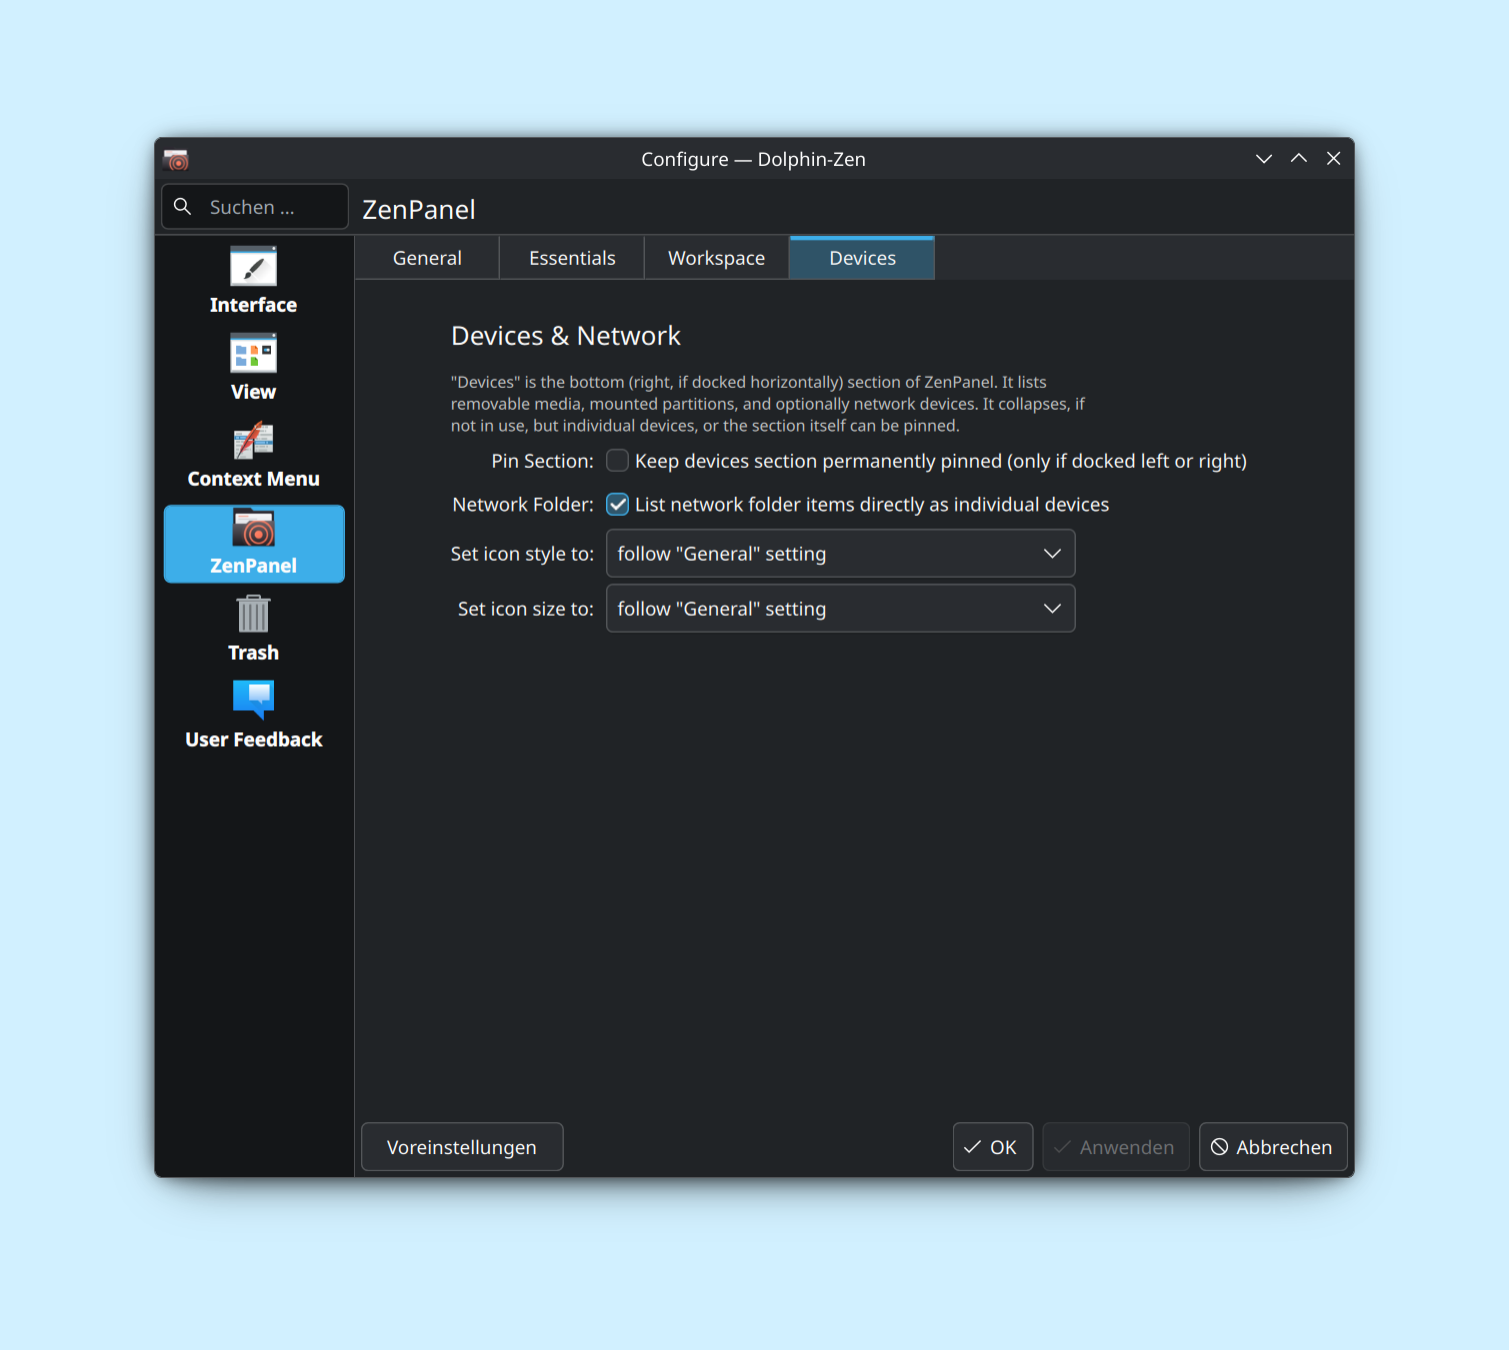 Configure — Dolphin-Zen
Suchen ...
ZenPanel
Interface
View
Context Menu
ZenPanel
Trash
User Feedback
General
Essentials
Workspace
Devices
Devices & Network
"Devices" is the bottom (right, if docked horizontally) section of ZenPanel. It lists
removable media, mounted partitions, and optionally network devices. It collapses, if
not in use, but individual devices, or the section itself can be pinned.
Pin Section: Keep devices section permanently pinned (only if docked left or right)
Network Folder: List network folder items directly as individual devices
Set icon style to: follow "General" setting
Set icon size to: follow "General" setting
Voreinstellungen
OK
Anwenden
Abbrechen